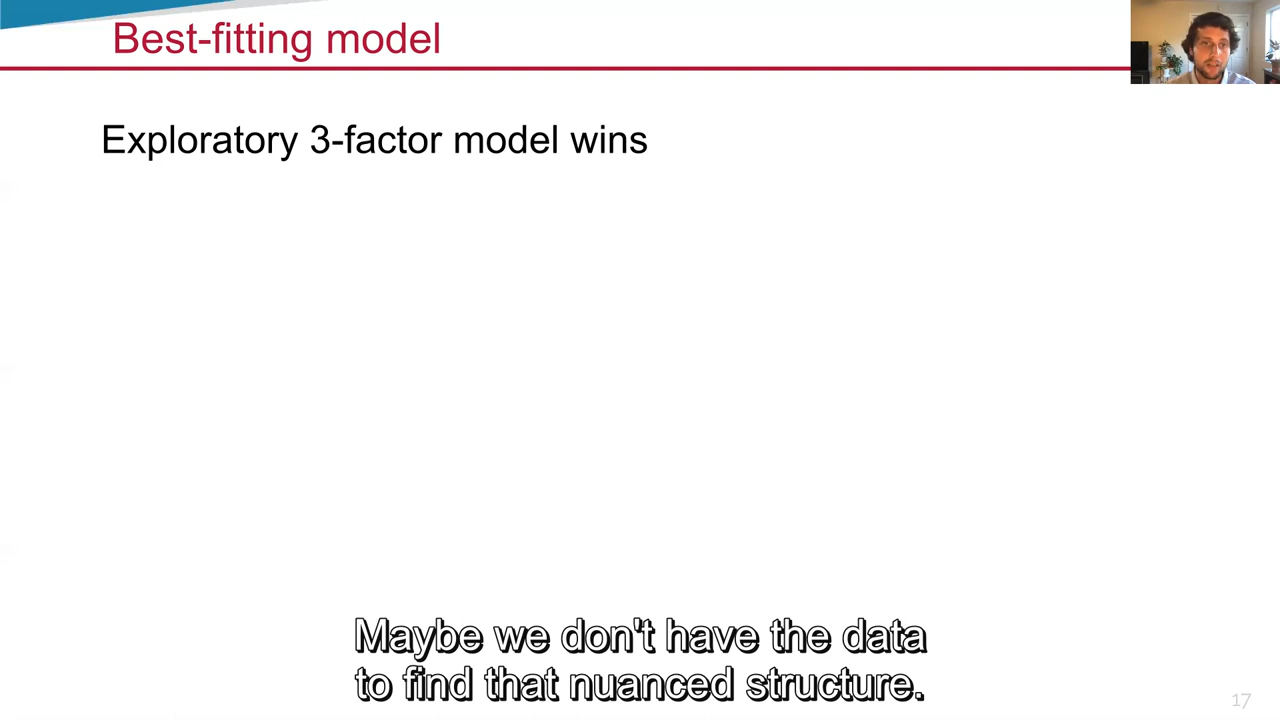 Best-fitting model
Exploratory 3-factor model wins
Maybe we don't have the data
to find that nuanced structure.
17